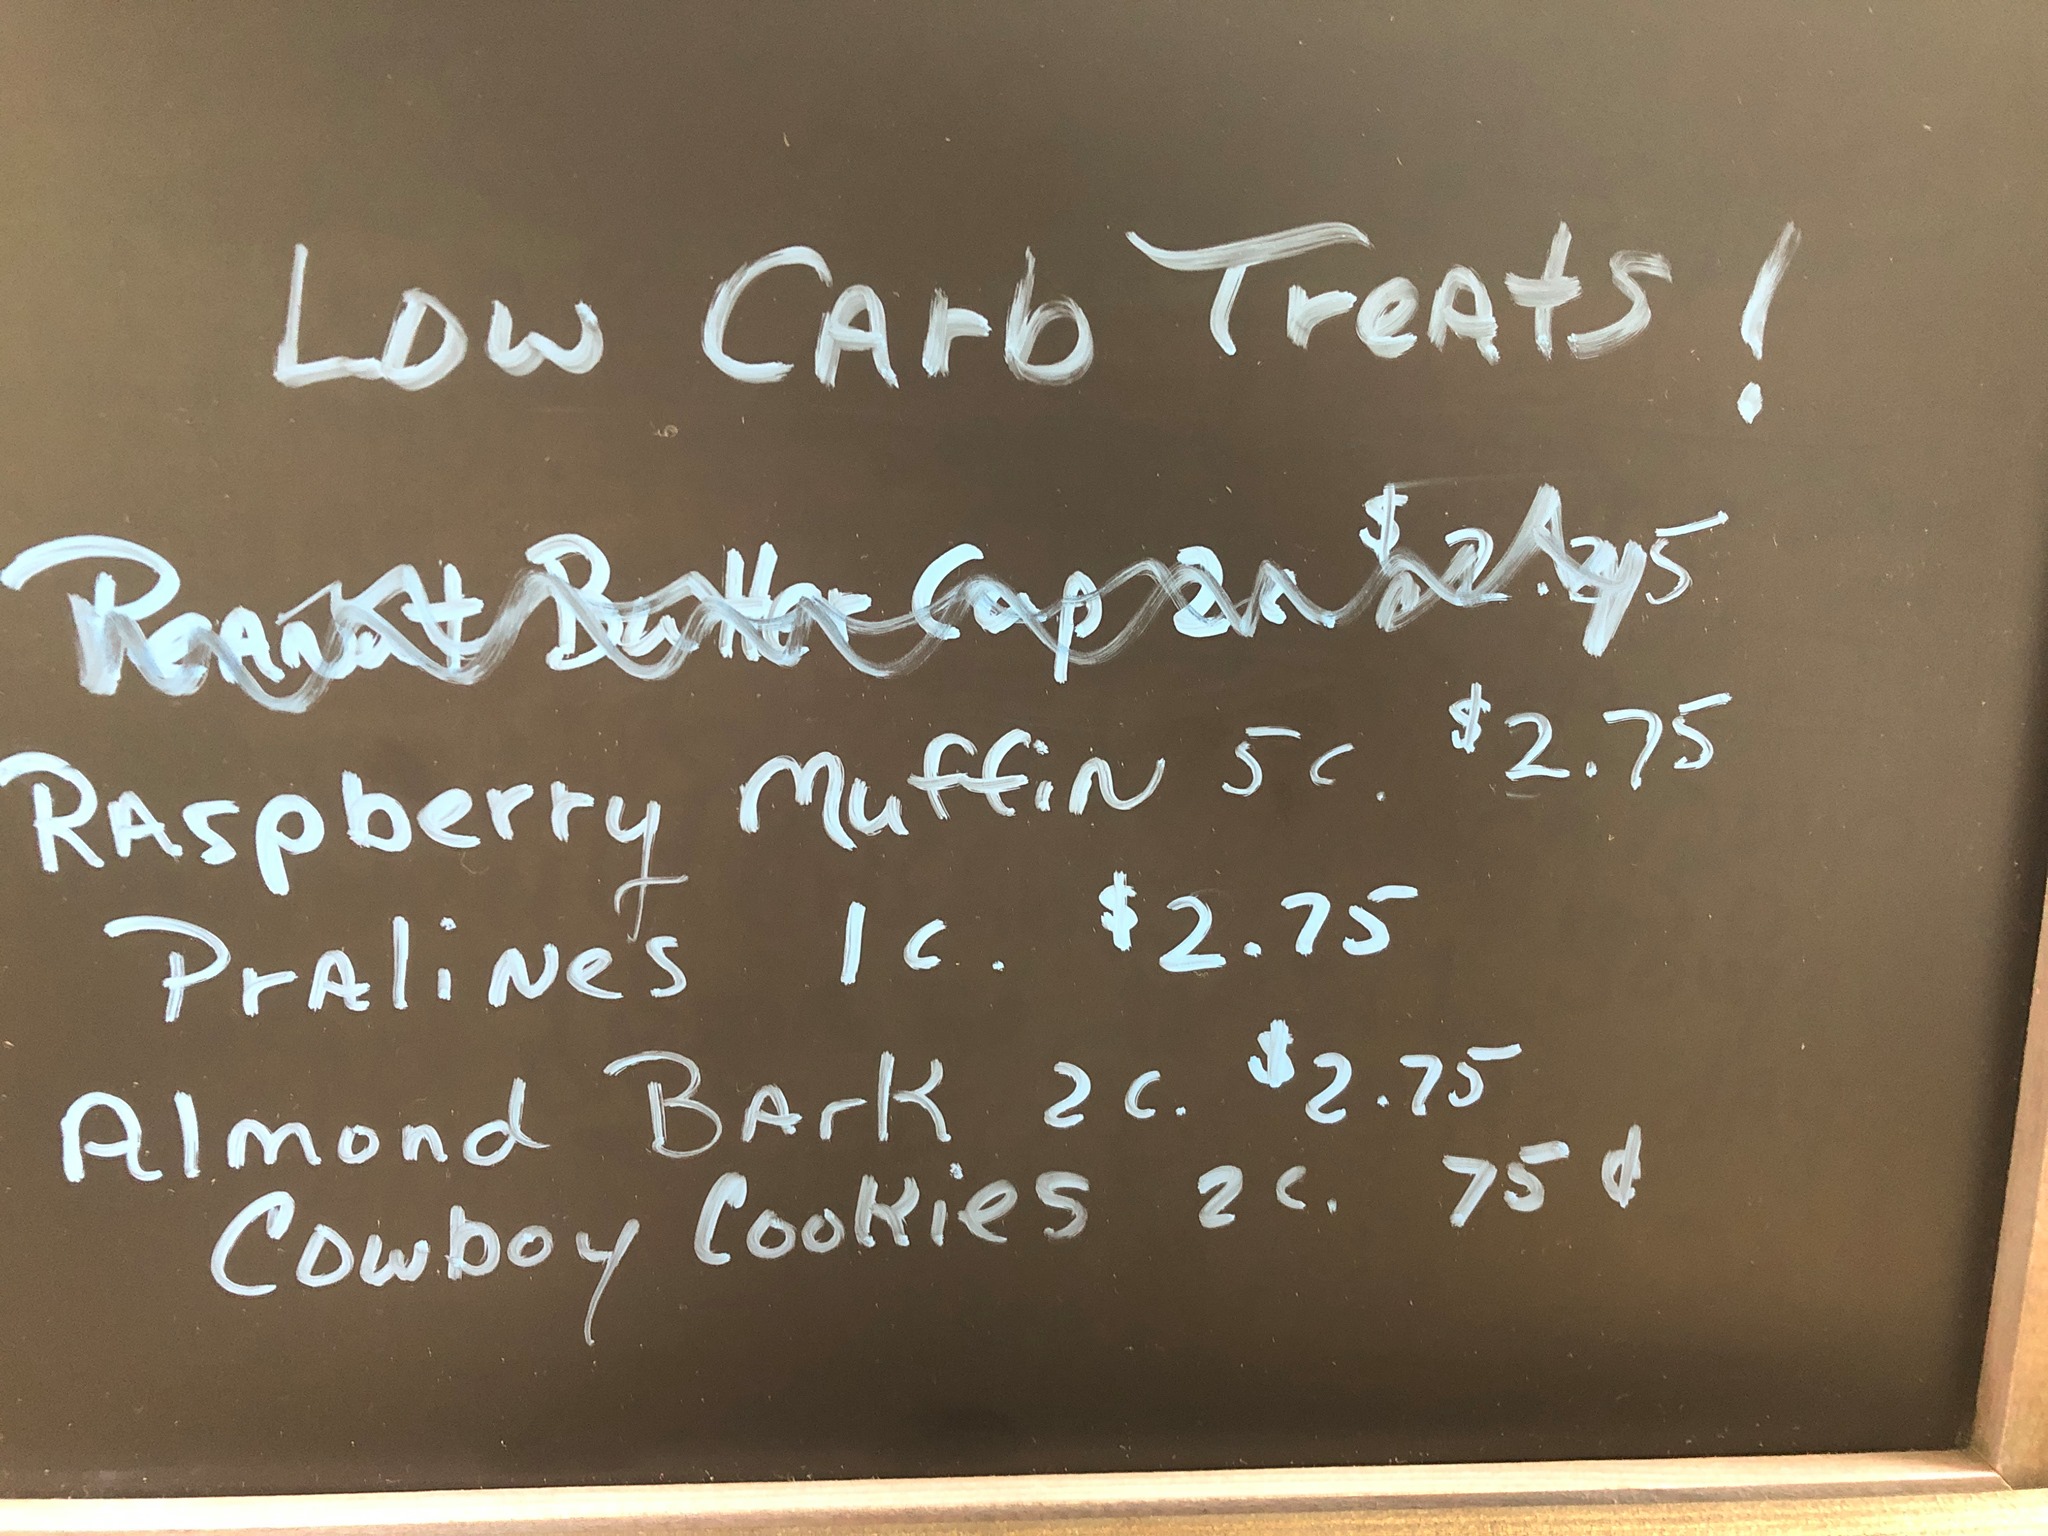 Low Carb Treats!
Peanut Butter Cup 2c. $2.
Raspberry Muffin 5c. $2.75
Pralines 1c. $2.75
Almond Bark 2c. $2.75
Cowboy Cookies 2c. 75¢